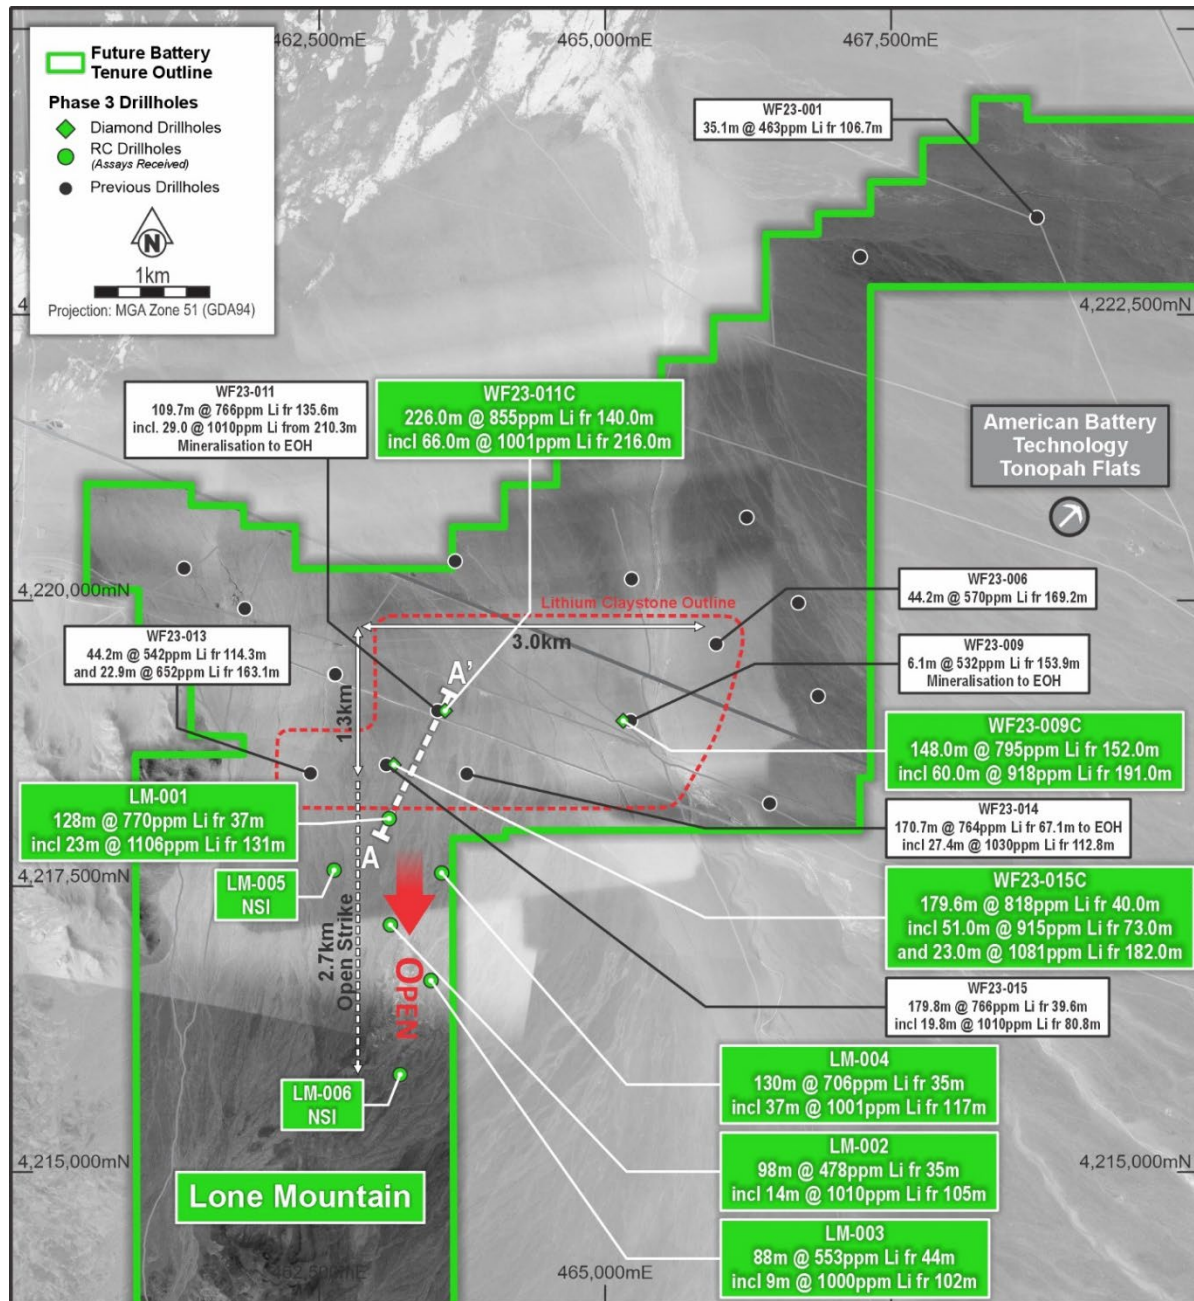 462,500mE
465,000mE
467,500mE
Future Battery
Tenure Outline
Phase 3 Drillholes
Diamond Drillholes
RC Drillholes
(Assays Received)
Previous Drillholes
N
1km
Projection: MGA Zone 51 (GDA94)
WF23-001
35.1m @ 463ppm Li fr 106.7m
4,222,500mN
WF23-011
109.7m @ 766ppm Li fr 135.6m
incl. 29.0 @ 1010ppm Li from 210.3m
Mineralisation to EOH
WF23-011C
226.0m @ 855ppm Li fr 140.0m
incl 66.0m @ 1001ppm Li fr 216.0m
American Battery
Technology
Tonopah Flats
4,220,000mN
Lithium Claystone Outline
3.0km
WF23-006
44.2m @ 570ppm Li fr 169.2m
WF23-013
44.2m @ 542ppm Li fr 114.3m
and 22.9m @ 652ppm Li fr 163.1m
WF23-009
6.1m @ 532ppm Li fr 153.9m
Mineralisation to EOH
A'
1.3km
WF23-009C
148.0m @ 795ppm Li fr 152.0m
incl 60.0m @ 918ppm Li fr 191.0m
LM-001
128m @ 770ppm Li fr 37m
incl 23m @ 1106ppm Li fr 131m
WF23-014
170.7m @ 764ppm Li fr 67.1m to EOH
incl 27.4m @ 1030ppm Li fr 112.8m
A
LM-005
NSI
4,217,500mN
WF23-015C
179.6m @ 818ppm Li fr 40.0m
incl 51.0m @ 915ppm Li fr 73.0m
and 23.0m @ 1081ppm Li fr 182.0m
2.7km
Open Strike
OPEN
WF23-015
179.8m @ 766ppm Li fr 39.6m
incl 19.8m @ 1010ppm Li fr 80.8m
LM-006
NSI
LM-004
130m @ 706ppm Li fr 35m
incl 37m @ 1001ppm Li fr 117m
LM-002
98m @ 478ppm Li fr 35m
incl 14m @ 1010ppm Li fr 105m
4,215,000mN
4,215,000mN
Lone Mountain
LM-003
88m @ 553ppm Li fr 44m
incl 9m @ 1000ppm Li fr 102m
462,500mE
465,000mE